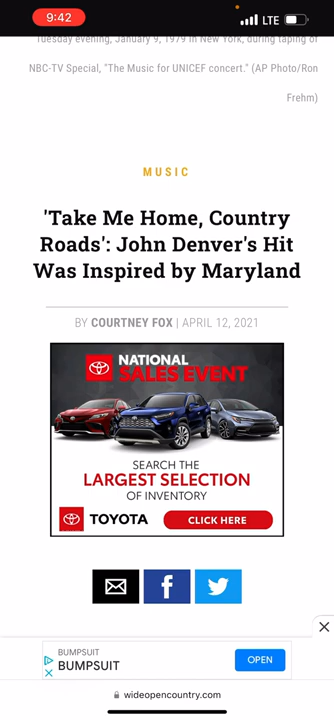 9:42
LTE
Tuesday evening, January 9, 1979 in New York, during taping of
NBC-TV Special, "The Music for UNICEF concert." (AP Photo/Ron
Frehm)
MUSIC
'Take Me Home, Country
Roads': John Denver's Hit
Was Inspired by Maryland
BY COURTNEY FOX | APRIL 12, 2021
NATIONAL
SALES EVENT
SEARCH THE
LARGEST SELECTION
OF INVENTORY
TOYOTA
CLICK HERE
BUMPSUIT
BUMPSUIT
OPEN
wideopencountry.com